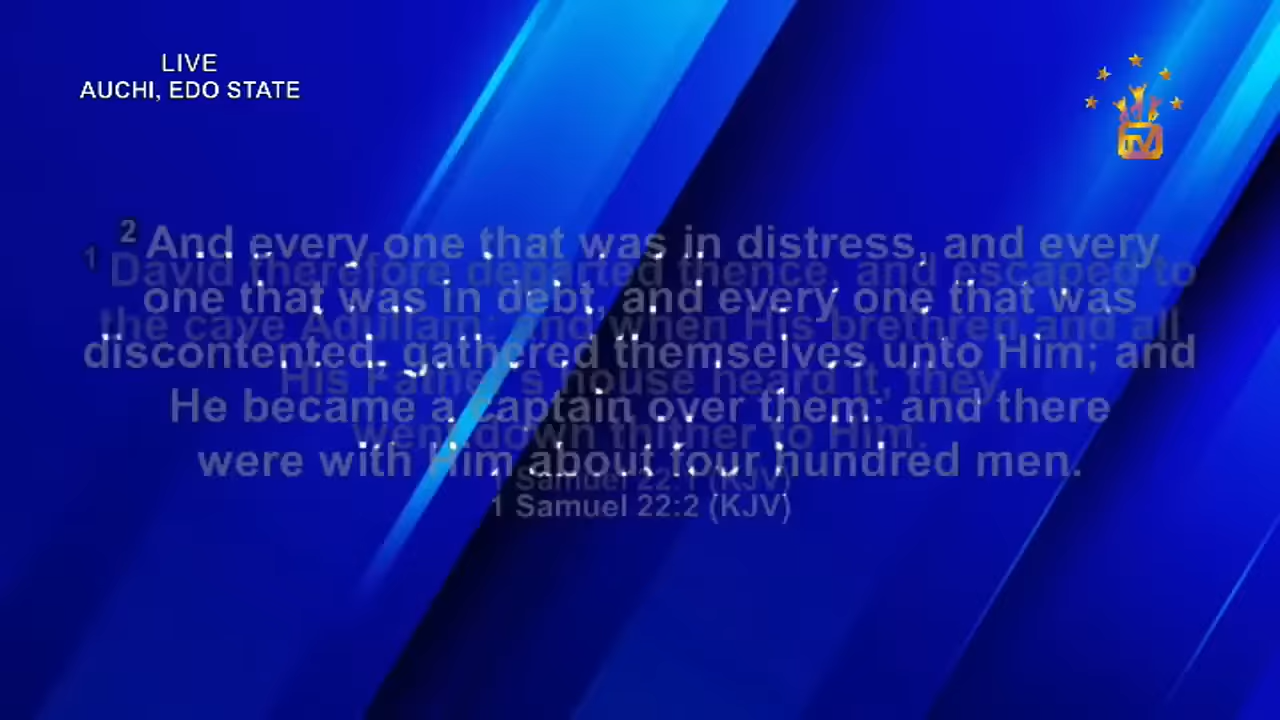 LIVE
AUCHI, EDO STATE
TV
2 And every one that was in distress, and every
one that was in debt, and every one that was
discontented, gathered themselves unto Him; and
He became a captain over them: and there
were with Him about four hundred men.
1 Samuel 22:2 (KJV)
1 David therefore departed thence, and escaped to
the cave Adullam: and when His brethren and all
His Father's house heard it, they
went down thither to Him.
1 Samuel 22:1 (KJV)